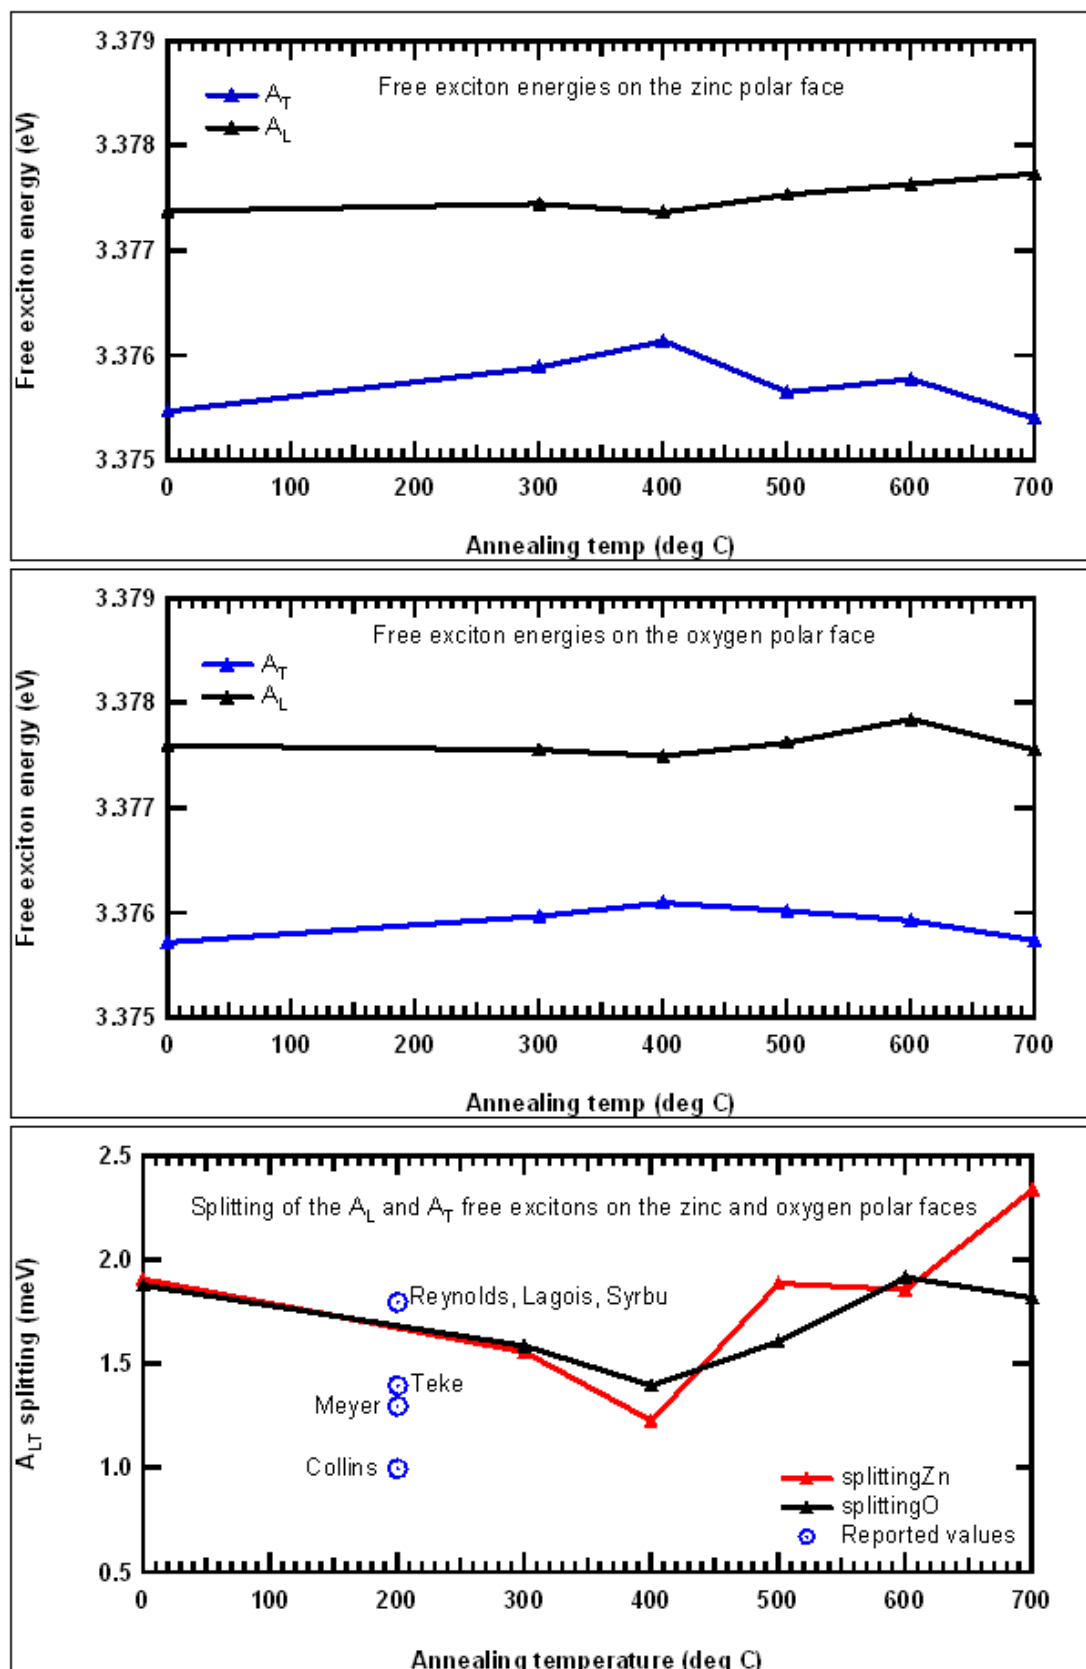 3.379
Free exciton energies on the zinc polar face
A_T
A_L
3.378
3.377
3.376
3.375
Free exciton energy (eV)
0 100 200 300 400 500 600 700
Annealing temp (deg C)
3.379
Free exciton energies on the oxygen polar face
A_T
A_L
3.378
3.377
3.376
3.375
Free exciton energy (eV)
0 100 200 300 400 500 600 700
Annealing temp (deg C)
2.5
Splitting of the A_L and A_T free excitons on the zinc and oxygen polar faces
2.0
Reynolds, Lagois, Syrbu
1.5
Teke
Meyer
1.0
Collins
splittingZn
splittingO
Reported values
0.5
A_LT splitting (meV)
0 100 200 300 400 500 600 700
Annealing temperature (deg C)